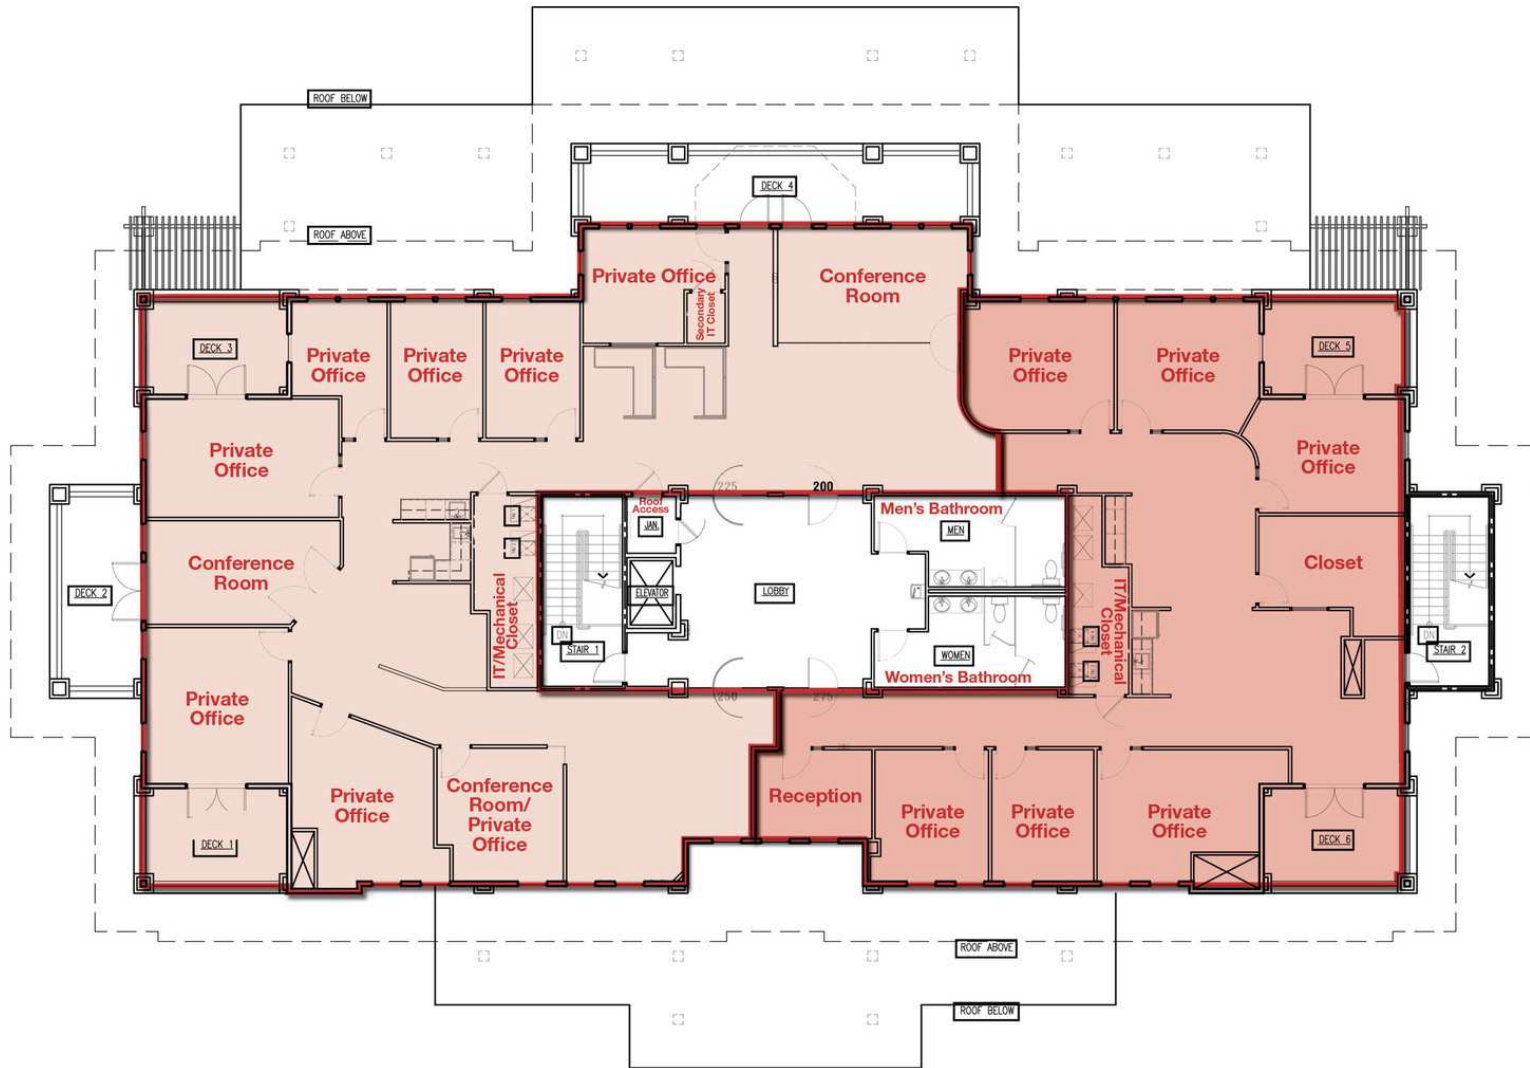 ROOF BELOW
DECK 4
ROOF ABOVE
Private Office
Secondary
IT Closet
Conference
Room
DECK 3
Private
Office
Private
Office
Private
Office
Private
Office
Private
Office
DECK 5
Private
Office
Private
Office
225
200
Roof
Access
JAN.
Men's Bathroom
MEN
Conference
Room
Closet
DECK 2
IT/Mechanical
Closet
ELEVATOR
LOBBY
IT/Mechanical
Closet
DN
STAIR 1
WOMEN
Women's Bathroom
DN
STAIR 2
250
275
Private
Office
Private
Office
Conference
Room/
Private
Office
Reception
Private
Office
Private
Office
Private
Office
DECK 1
DECK 6
ROOF ABOVE
ROOF BELOW